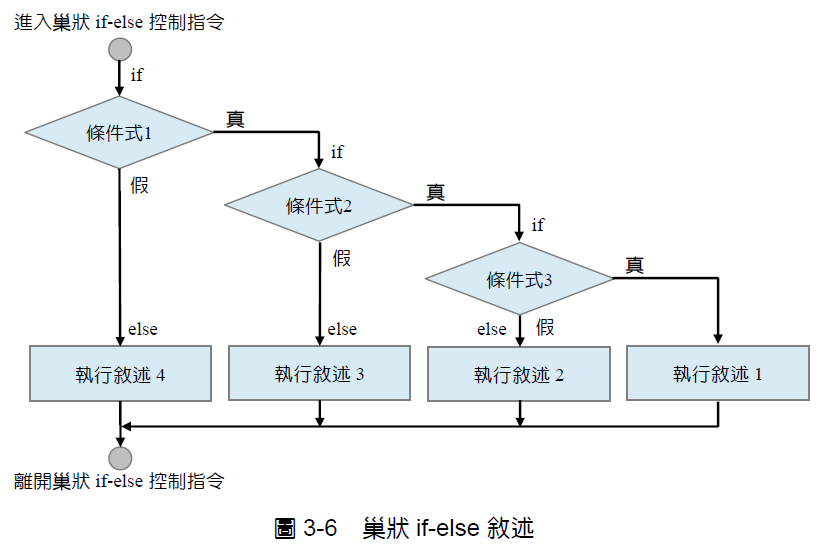 進入巢狀 if-else 控制指令
if
條件式1
真
假
if
條件式2
真
假
if
條件式3
真
else
else
else 假
執行敘述 4
執行敘述 3
執行敘述 2
執行敘述 1
離開巢狀 if-else 控制指令
圖 3-6 巢狀 if-else 敘述